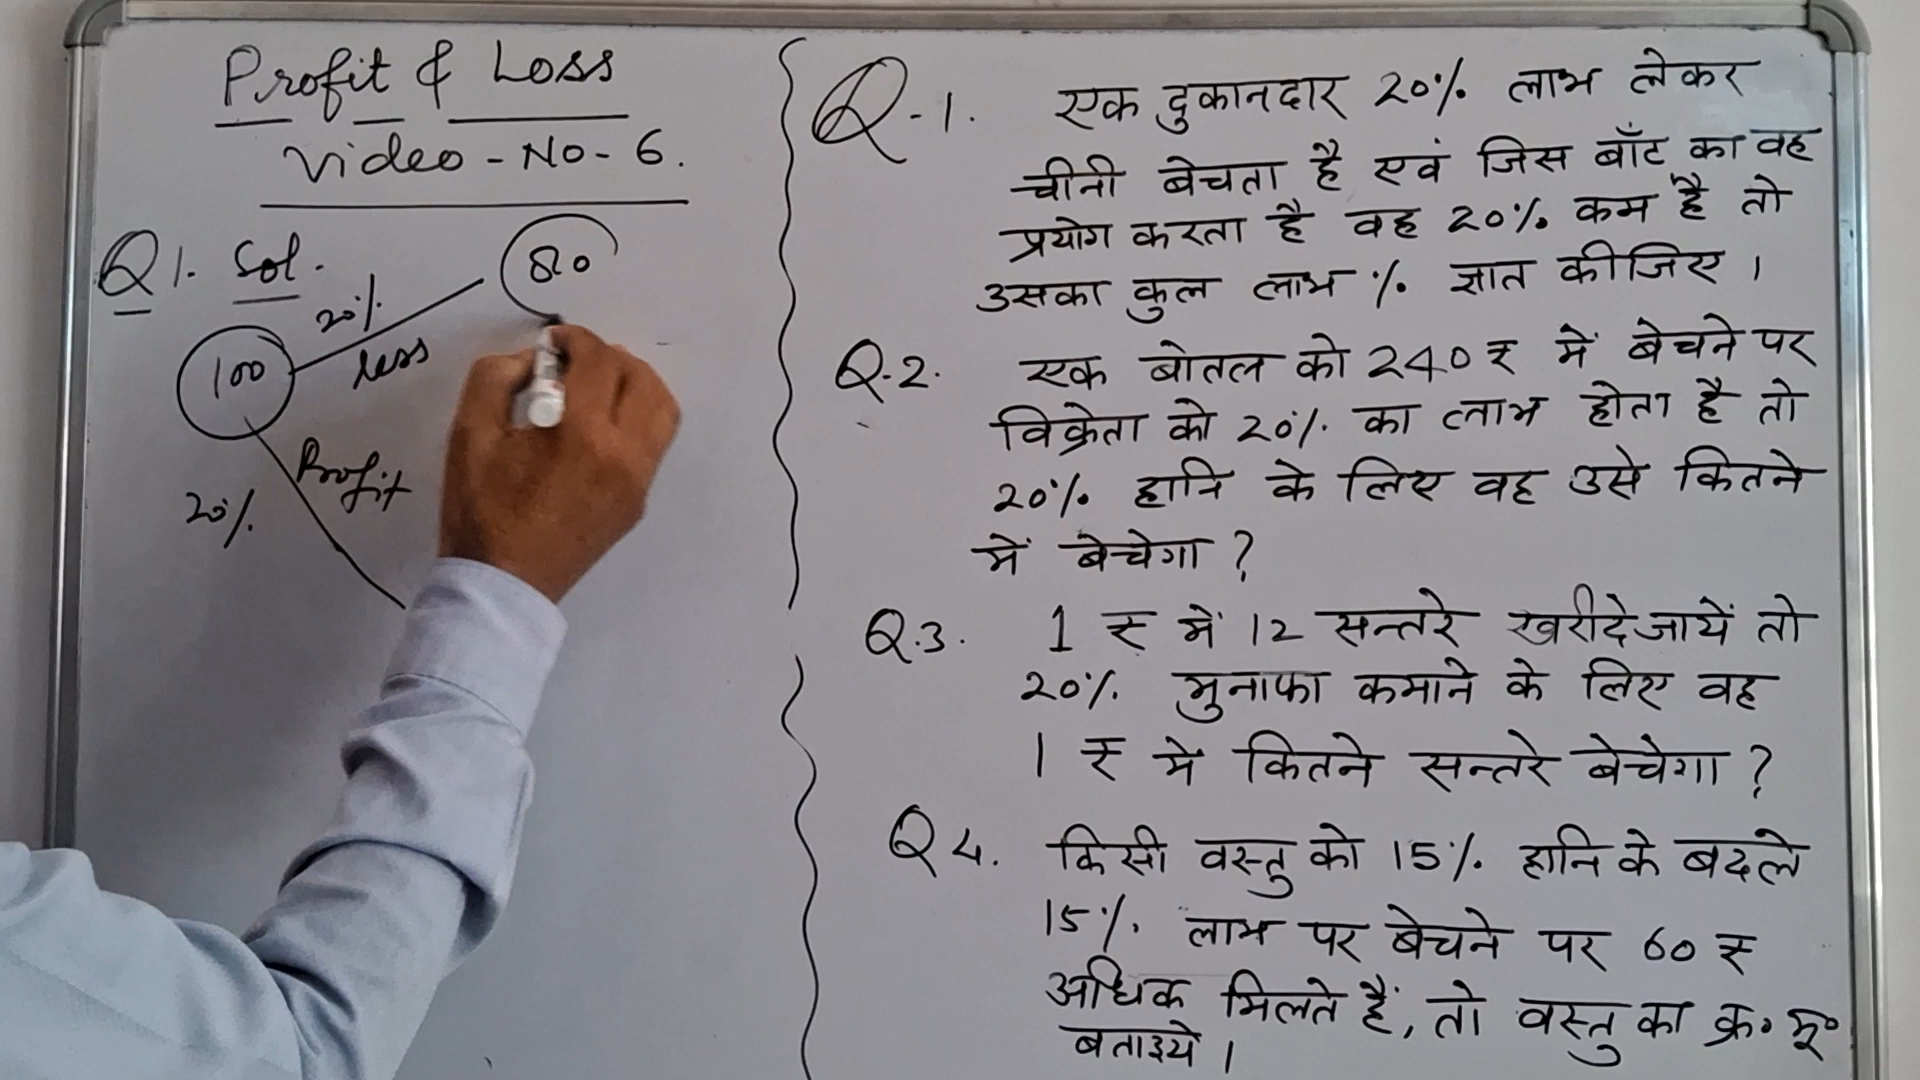 Profit & Loss
Video - No - 6.
Q 1. Sol.
20%
80
100
less
Profit
20%
Q-1. एक दुकानदार 20% लाभ लेकर
चीनी बेचता है एवं जिस बाँट का वह
प्रयोग करता है वह 20% कम है तो
उसका कुल लाभ % ज्ञात कीजिए ।
Q.2. एक बोतल को 240 ₹ में बेचने पर
विक्रेता को 20% का लाभ होता है तो
20% हानि के लिए वह उसे कितने
में बेचेगा ?
Q.3. 1 ₹ में 12 सन्तरे खरीदे जायें तो
20% मुनाफा कमाने के लिए वह
1 ₹ में कितने सन्तरे बेचेगा ?
Q 4. किसी वस्तु को 15% हानि के बदले
15% लाभ पर बेचने पर 60 ₹
अधिक मिलते हैं, तो वस्तु का क्र॰ मू॰
बताइये ।